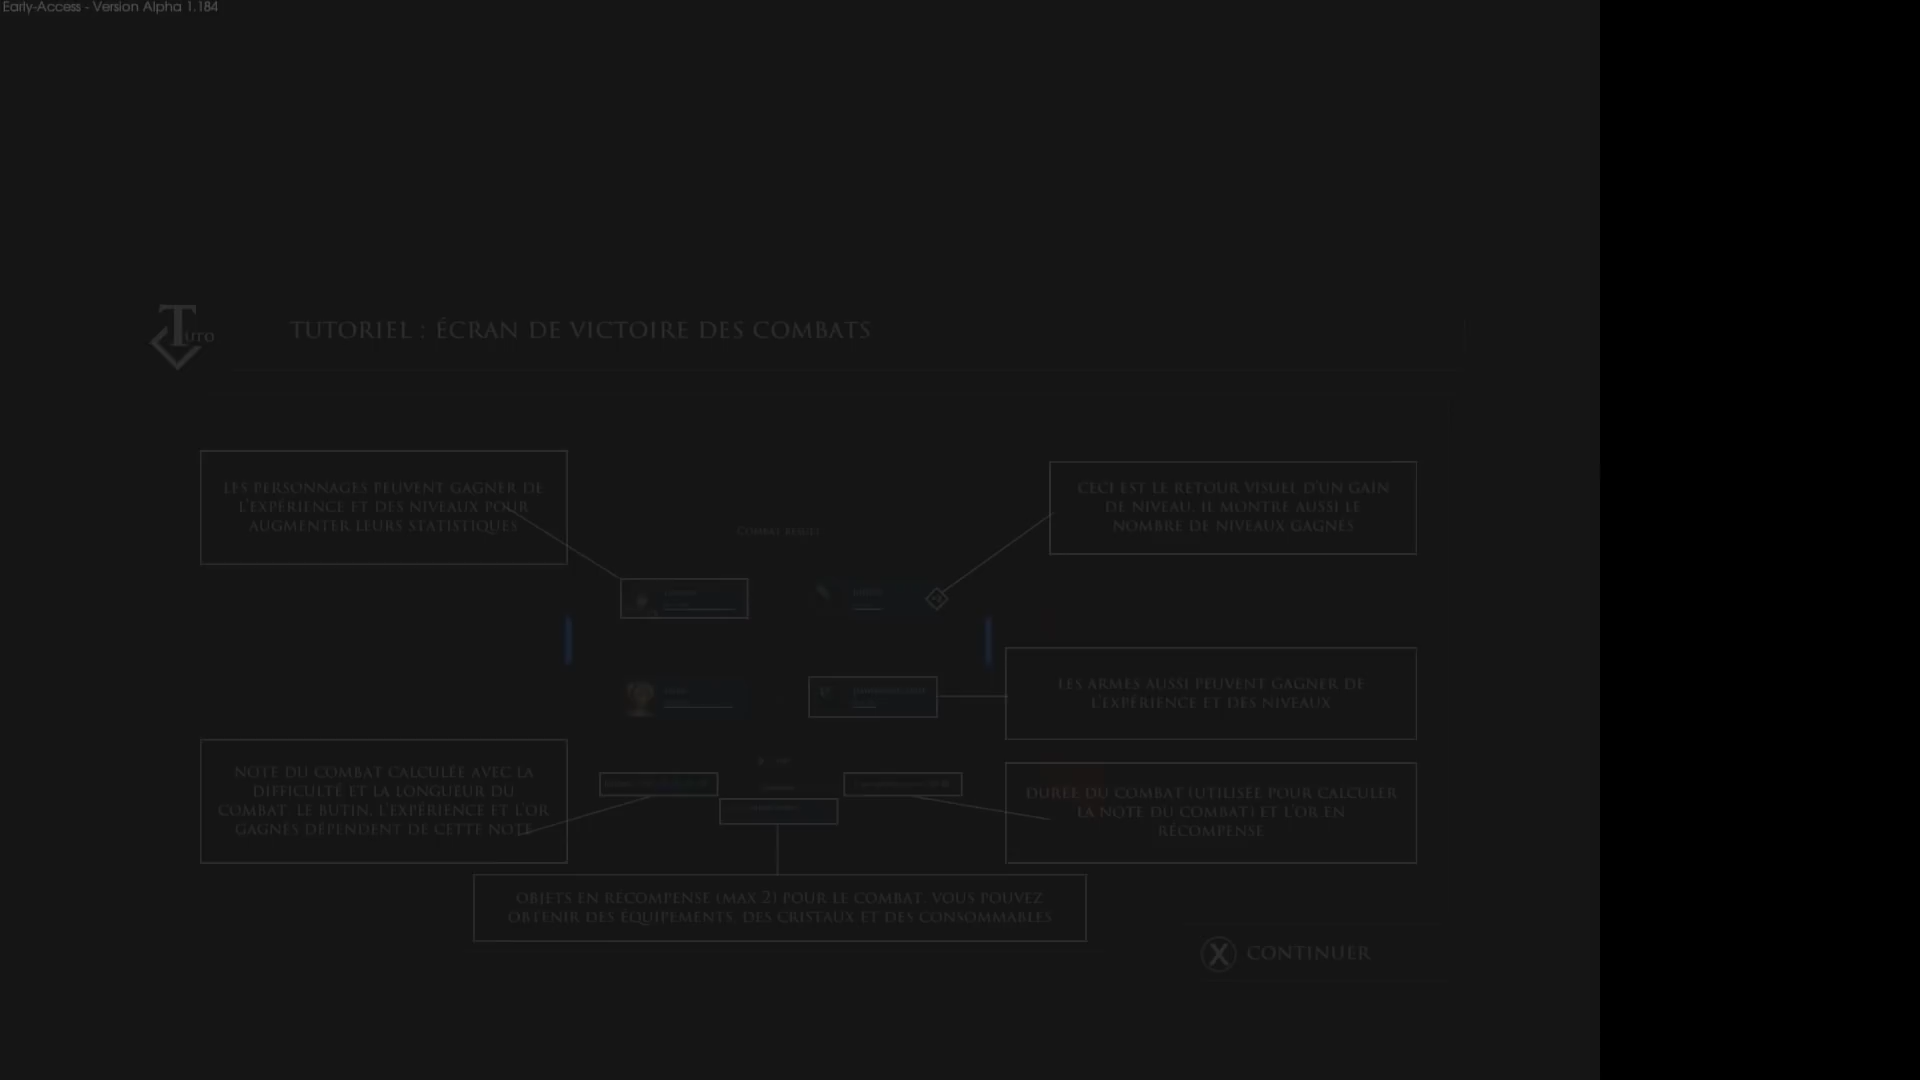 Early-Access - Version Alpha 1.184
Turo
TUTORIEL : ÉCRAN DE VICTOIRE DES COMBATS
LES PERSONNAGES PEUVENT GAGNER DE
L'EXPÉRIENCE ET DES NIVEAUX POUR
AUGMENTER LEURS STATISTIQUES
CECI EST LE RETOUR VISUEL D'UN GAIN
DE NIVEAU. IL MONTRE AUSSI LE
NOMBRE DE NIVEAUX GAGNÉS
COMBAT RESULT
LES ARMES AUSSI PEUVENT GAGNER DE
L'EXPÉRIENCE ET DES NIVEAUX
NOTE DU COMBAT CALCULÉE AVEC LA
DIFFICULTÉ ET LA LONGUEUR DU
COMBAT. LE BUTIN, L'EXPÉRIENCE ET L'OR
GAGNÉS DÉPENDENT DE CETTE NOTE
DURÉE DU COMBAT (UTILISÉE POUR CALCULER
LA NOTE DU COMBAT) ET L'OR EN
RÉCOMPENSE
OBJETS EN RÉCOMPENSE (MAX 2) POUR LE COMBAT. VOUS POUVEZ
OBTENIR DES ÉQUIPEMENTS, DES CRISTAUX ET DES CONSOMMABLES
X CONTINUER